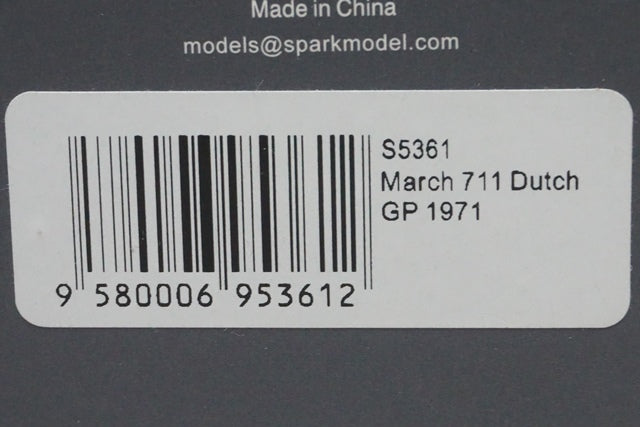 Made in China
models@sparkmodel.com
S5361
March 711 Dutch
GP 1971
9 580006 953612